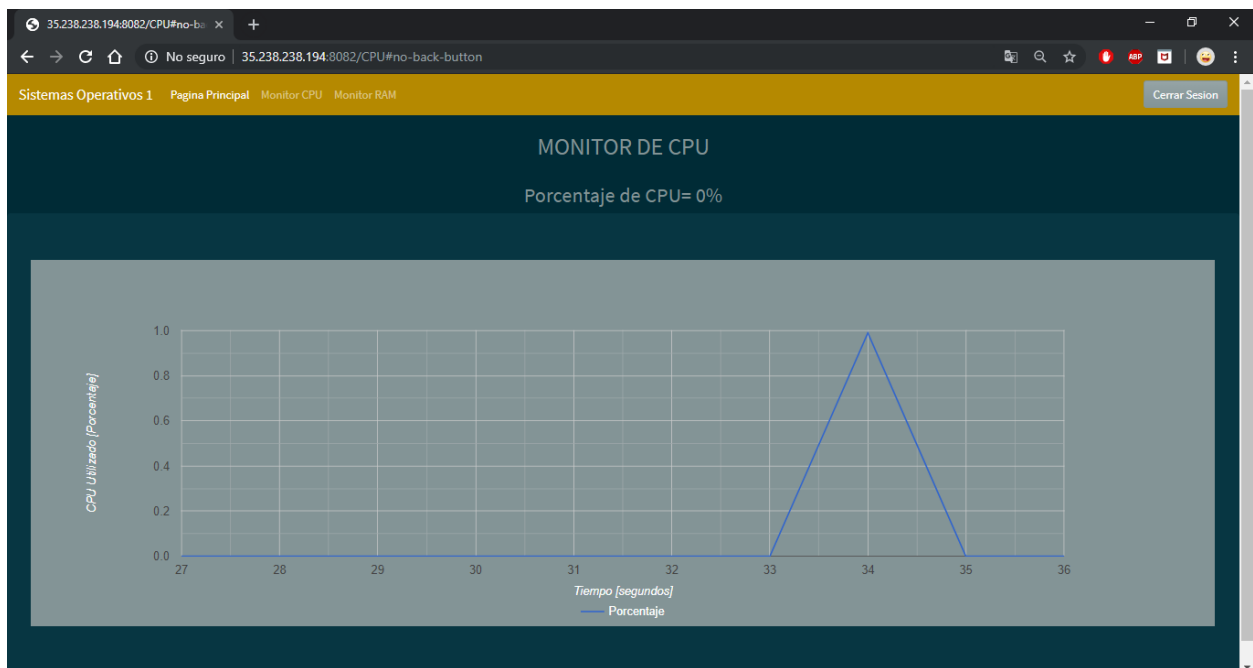 35.238.238.194:8082/CPU#no-ba
No seguro | 35.238.238.194:8082/CPU#no-back-button
ABP
Sistemas Operativos 1 Pagina Principal Monitor CPU Monitor RAM Cerrar Sesion
MONITOR DE CPU
Porcentaje de CPU= 0%
CPU Utilizado [Porcentaje]
1.0
0.8
0.6
0.4
0.2
0.0
27 28 29 30 31 32 33 34 35 36
Tiempo [segundos]
Porcentaje